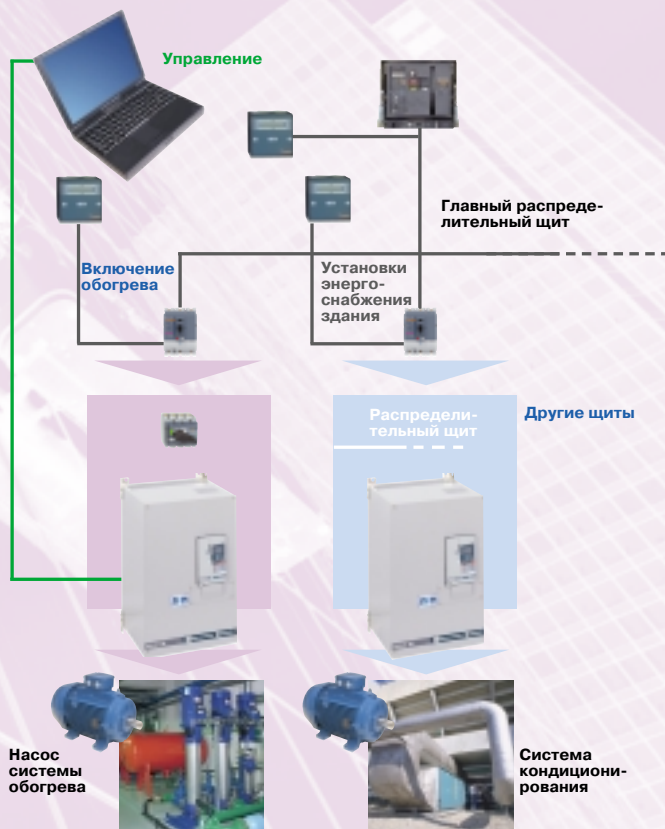 Управление
Главный распреде-
лительный щит
Включение
обогрева
Установки
энерго-
снабжения
здания
Распредели-
тельный щит
Другие щиты
Насос
системы
обогрева
Система
кондициони-
рования